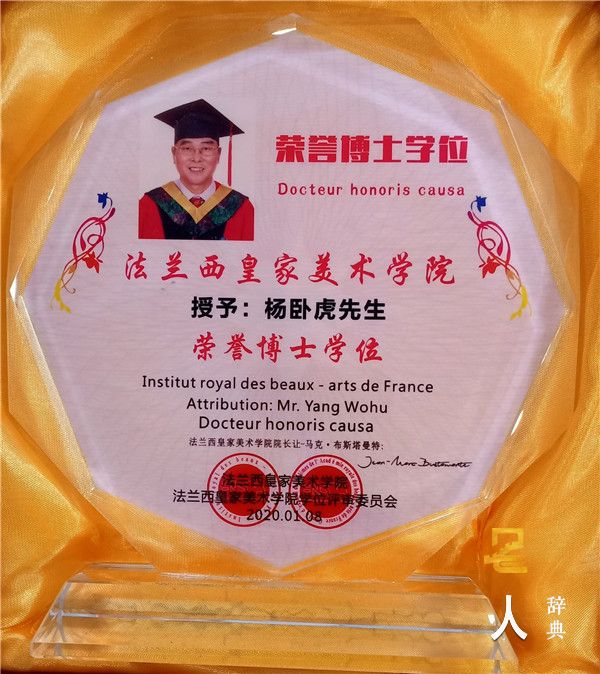 荣誉博士学位
Docteur honoris causa
法兰西皇家美术学院
授予：杨卧虎先生
荣誉博士学位
Institut royal des beaux - arts de France
Attribution: Mr. Yang Wohu
Docteur honoris causa
法兰西皇家美术学院院长让-马克·布斯塔曼特:
Jean-Marc Bustamante
法兰西皇家美术学院
法兰西皇家美术学院学位评审委员会
2020.01.08
人
辞典